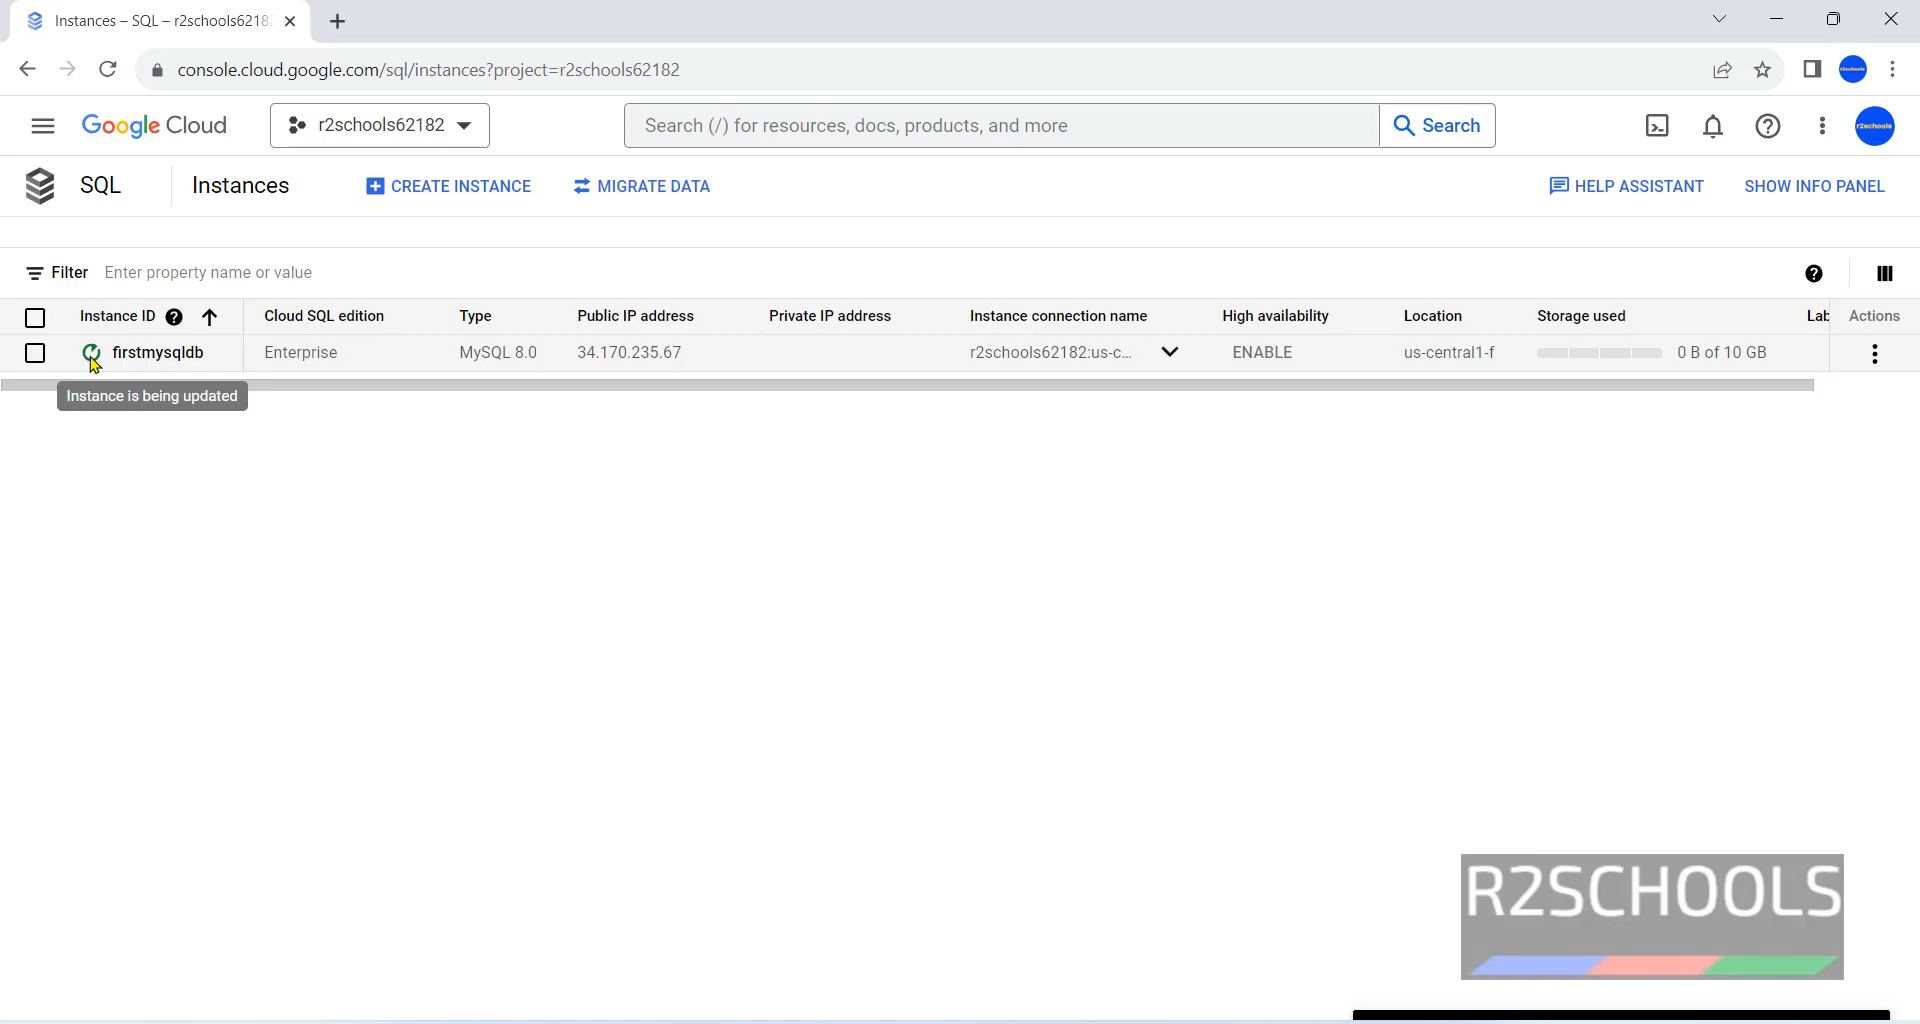 Instances – SQL – r2schools6218
console.cloud.google.com/sql/instances?project=r2schools62182
Google Cloud
r2schools62182
Search (/) for resources, docs, products, and more
Search
r2schools
r2schools
SQL
Instances
CREATE INSTANCE
MIGRATE DATA
HELP ASSISTANT
SHOW INFO PANEL
Filter Enter property name or value
Instance ID Cloud SQL edition Type Public IP address Private IP address Instance connection name High availability Location Storage used Lab Actions
firstmysqldb Enterprise MySQL 8.0 34.170.235.67 r2schools62182:us-c... ENABLE us-central1-f 0 B of 10 GB
Instance is being updated
R2SCHOOLS